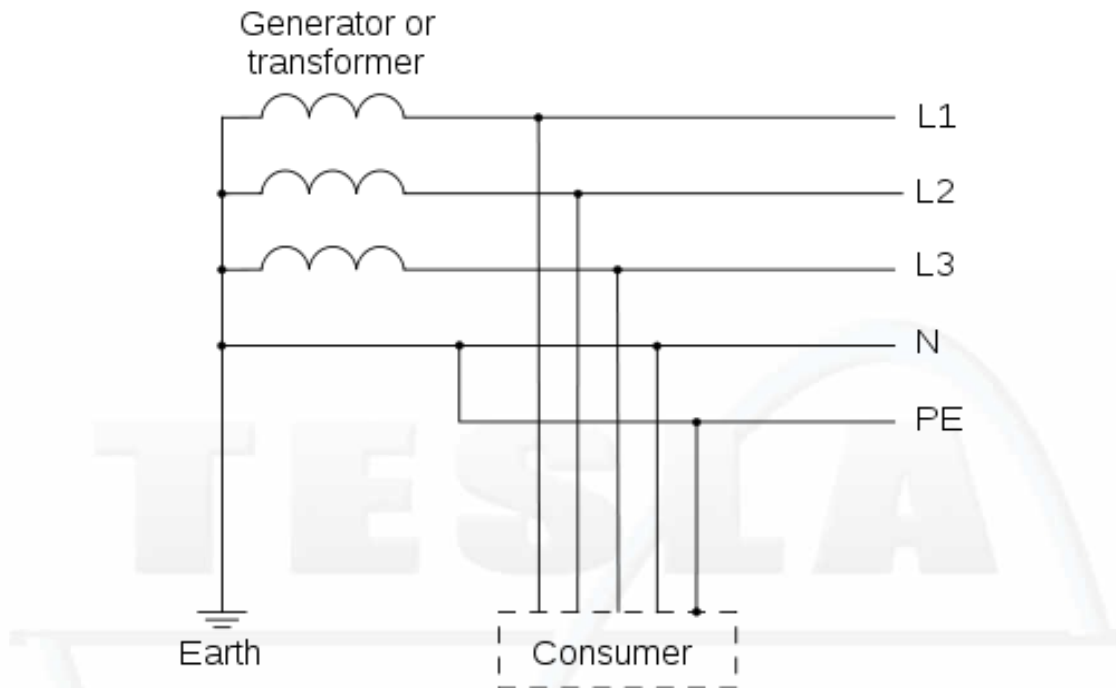 Generator or
transformer
L1
L2
L3
N
PE
TESLA
Earth
Consumer